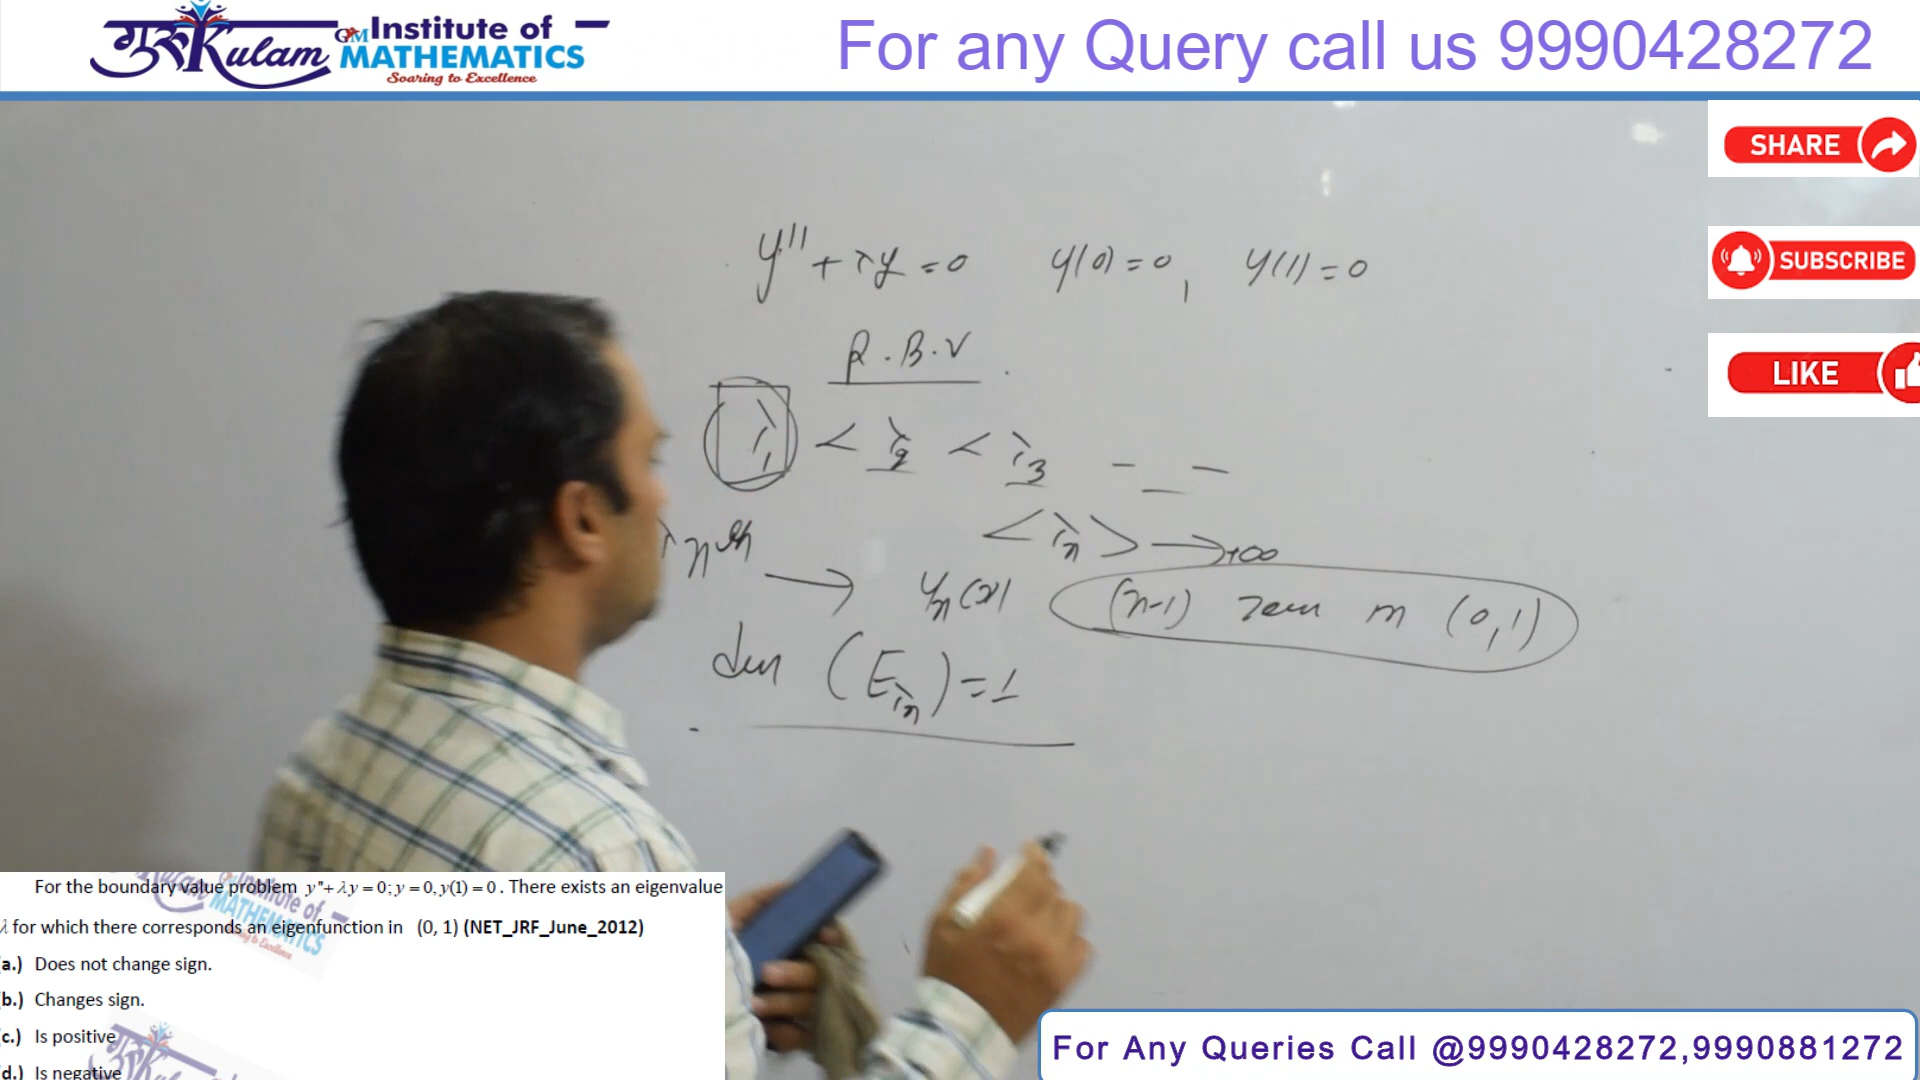 गुरुKulam
GM Institute of
MATHEMATICS
Soaring to Excellence
For any Query call us 9990428272
SHARE
SUBSCRIBE
LIKE
y'' + λy = 0 y(0) = 0, y(1) = 0
R.B.V
λ1 < λ2 < λ3 - - -
<λn> → +∞
λ nth → yn(x) (n-1) zeros in (0,1)
dim (Eλn) = 1
For the boundary value problem y"+ λy = 0; y = 0, y(1) = 0. There exists an eigenvalue
λ for which there corresponds an eigenfunction in (0, 1) (NET_JRF_June_2012)
a.) Does not change sign.
b.) Changes sign.
c.) Is positive
d.) Is negative
For Any Queries Call @9990428272,9990881272